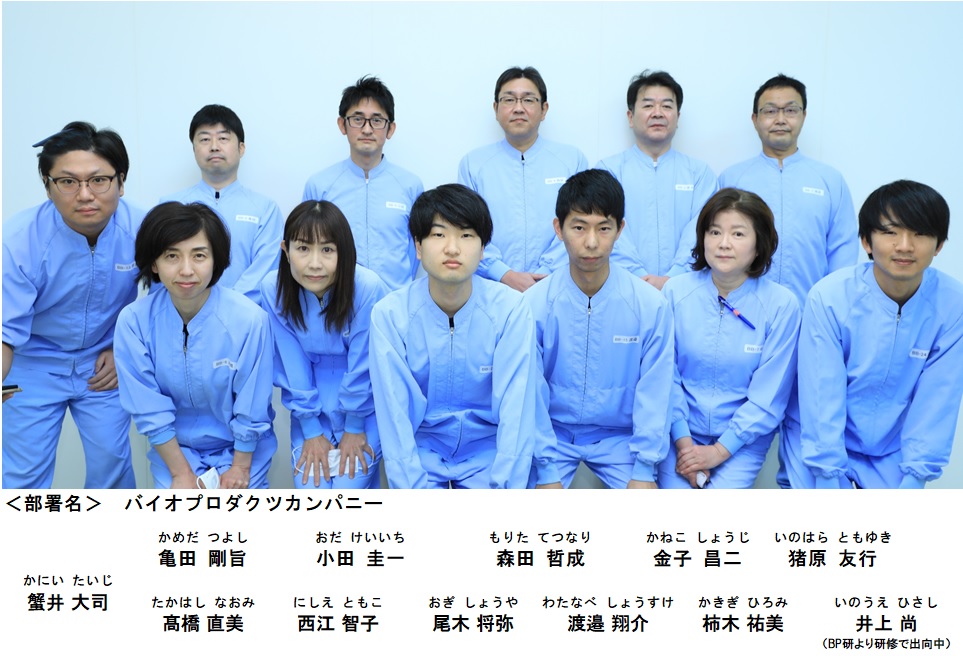 ＜部署名＞　バイオプロダクツカンパニー
かめだ つよし　おだ けいいち　もりた てつなり　かねこ しょうじ　いのはら ともゆき
亀田 剛旨　小田 圭一　森田 哲成　金子 昌二　猪原 友行
かにい たいじ
蟹井 大司
たかはし なおみ　にしえ ともこ　おぎ しょうや　わたなべ しょうすけ　かきぎ ひろみ　いのうえ ひさし
髙橋 直美　西江 智子　尾木 将弥　渡邉 翔介　柿木 祐美　井上 尚
（BP研より研修で出向中）